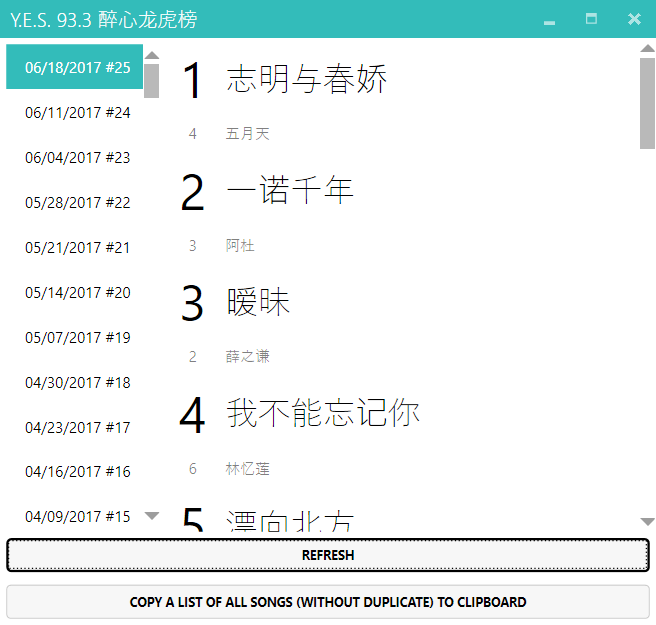 Y.E.S. 93.3 醉心龙虎榜
06/18/2017 #25
06/11/2017 #24
06/04/2017 #23
05/28/2017 #22
05/21/2017 #21
05/14/2017 #20
05/07/2017 #19
04/30/2017 #18
04/23/2017 #17
04/16/2017 #16
04/09/2017 #15
1 志明与春娇
4 五月天
2 一诺千年
3 阿杜
3 暧昧
2 薛之谦
4 我不能忘记你
6 林忆莲
5 漂向北方
REFRESH
COPY A LIST OF ALL SONGS (WITHOUT DUPLICATE) TO CLIPBOARD